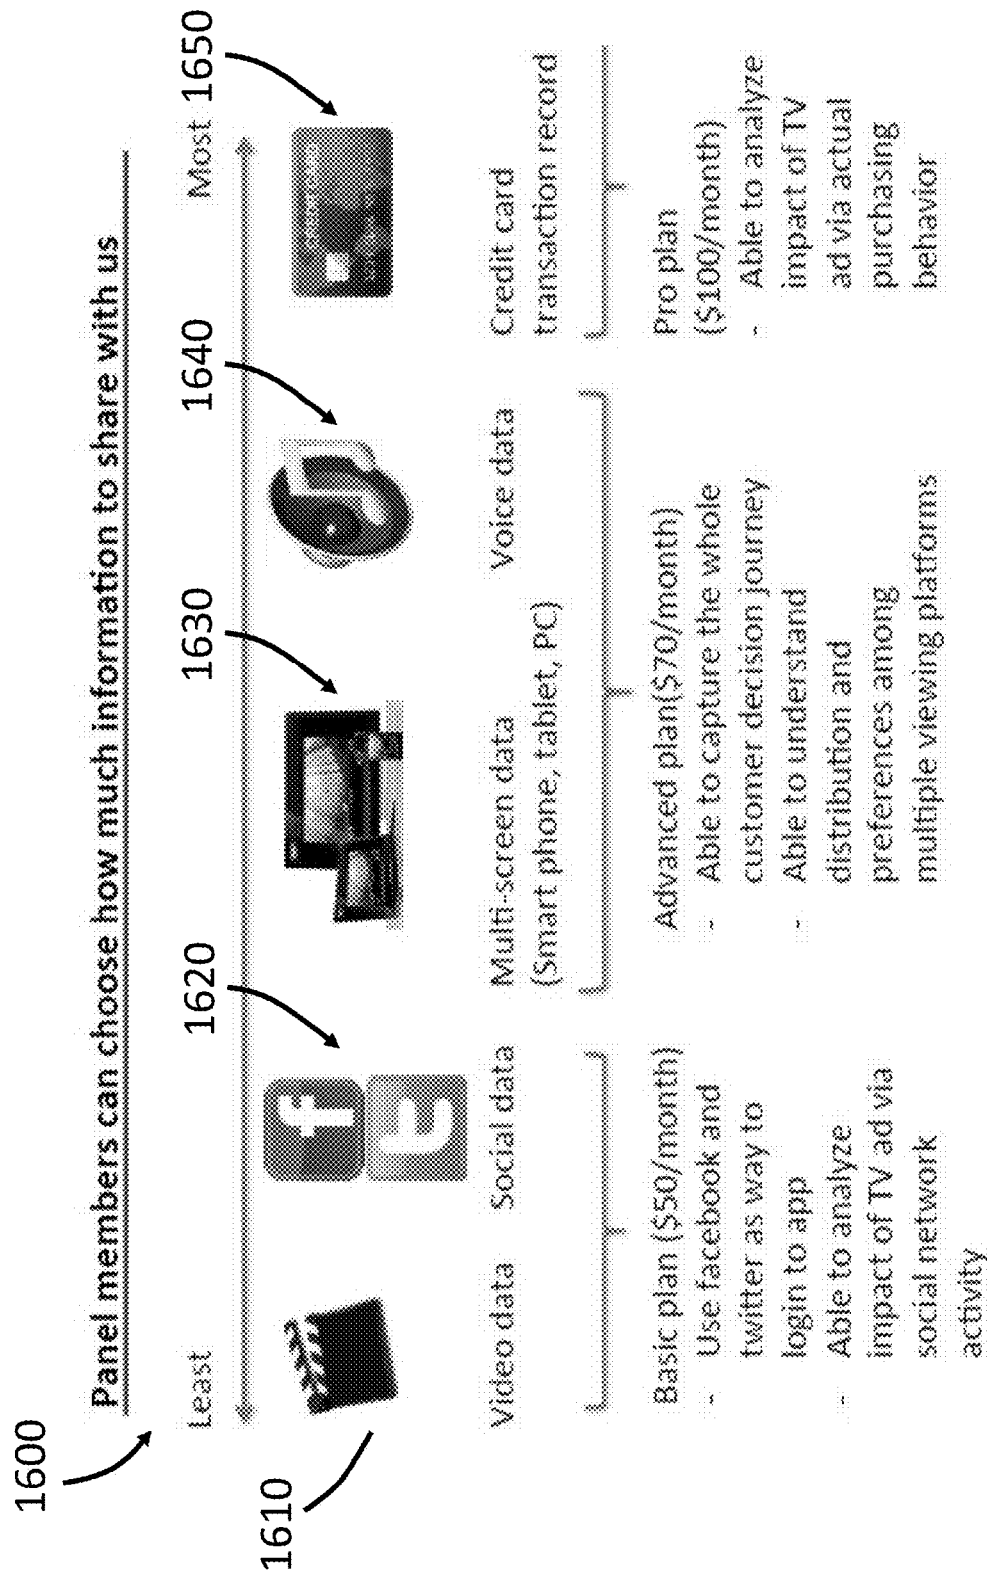 1600
Panel members can choose how much information to share with us
Least
Most
1610
1620
1630
1640
1650
f
t
Video data
Social data
Multi-screen data
(Smart phone, tablet, PC)
Voice data
Credit card
transaction record
Basic plan ($50/month)
- Use facebook and
twitter as way to
login to app
- Able to analyze
impact of TV ad via
social network
activity
Advanced plan($70/month)
- Able to capture the whole
customer decision journey
- Able to understand
distribution and
preferences among
multiple viewing platforms
Pro plan
($100/month)
- Able to analyze
impact of TV
ad via actual
purchasing
behavior